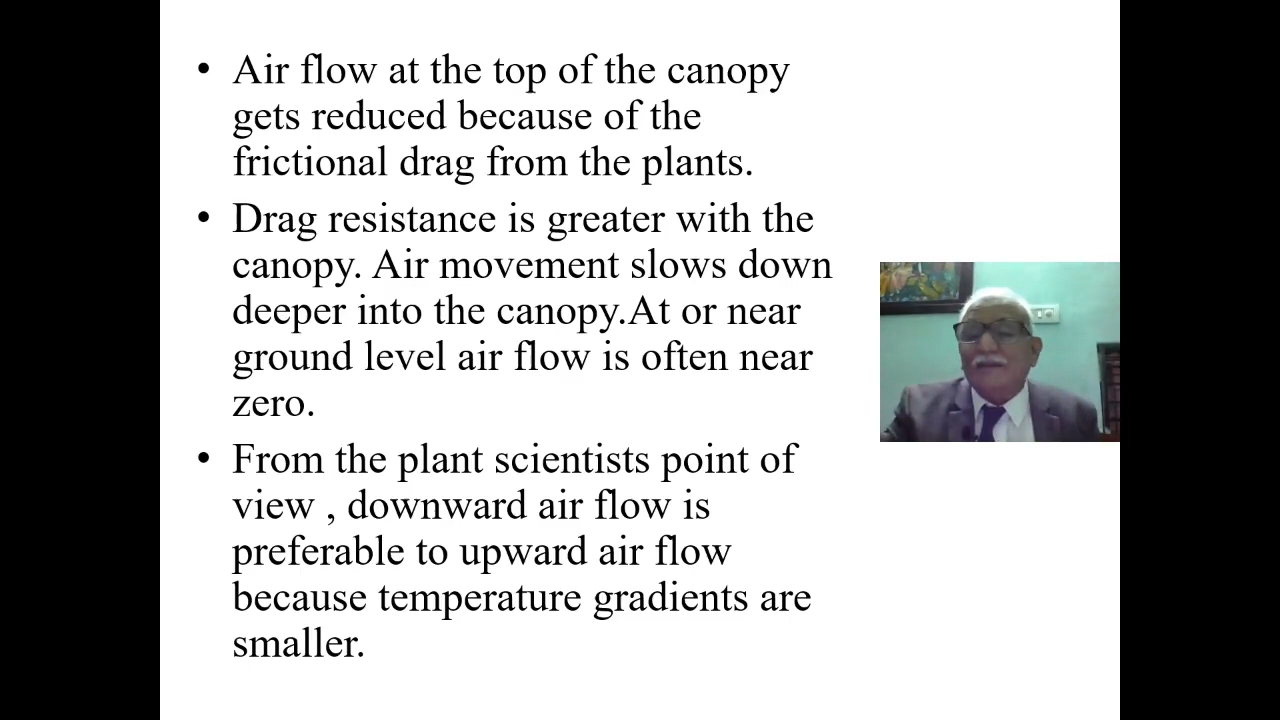 • Air flow at the top of the canopy
gets reduced because of the
frictional drag from the plants.
• Drag resistance is greater with the
canopy. Air movement slows down
deeper into the canopy.At or near
ground level air flow is often near
zero.
• From the plant scientists point of
view , downward air flow is
preferable to upward air flow
because temperature gradients are
smaller.